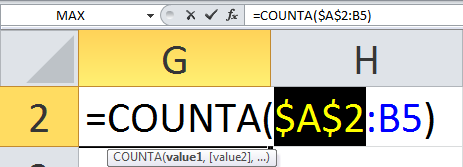 MAX fx =COUNTA($A$2:B5)
G H
2 =COUNTA($A$2:B5)
COUNTA(value1, [value2], ...)